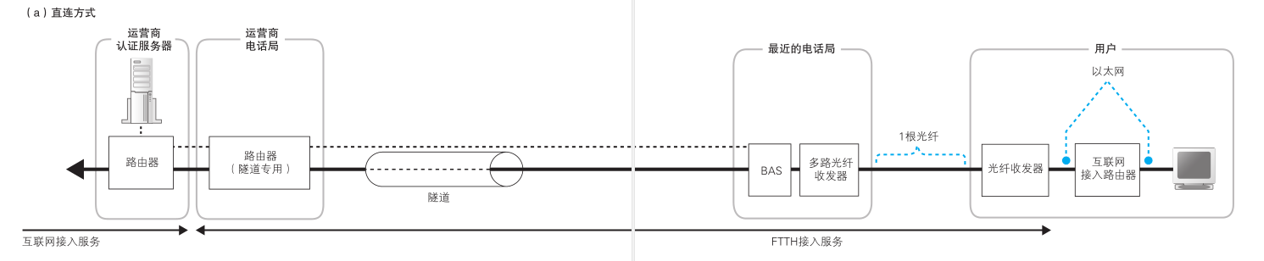 （a）直连方式
运营商
认证服务器
运营商
电话局
最近的电话局
用户
以太网
1根光纤
路由器
路由器
（隧道专用）
BAS
多路光纤
收发器
光纤收发器
互联网
接入路由器
隧道
互联网接入服务
FTTH接入服务